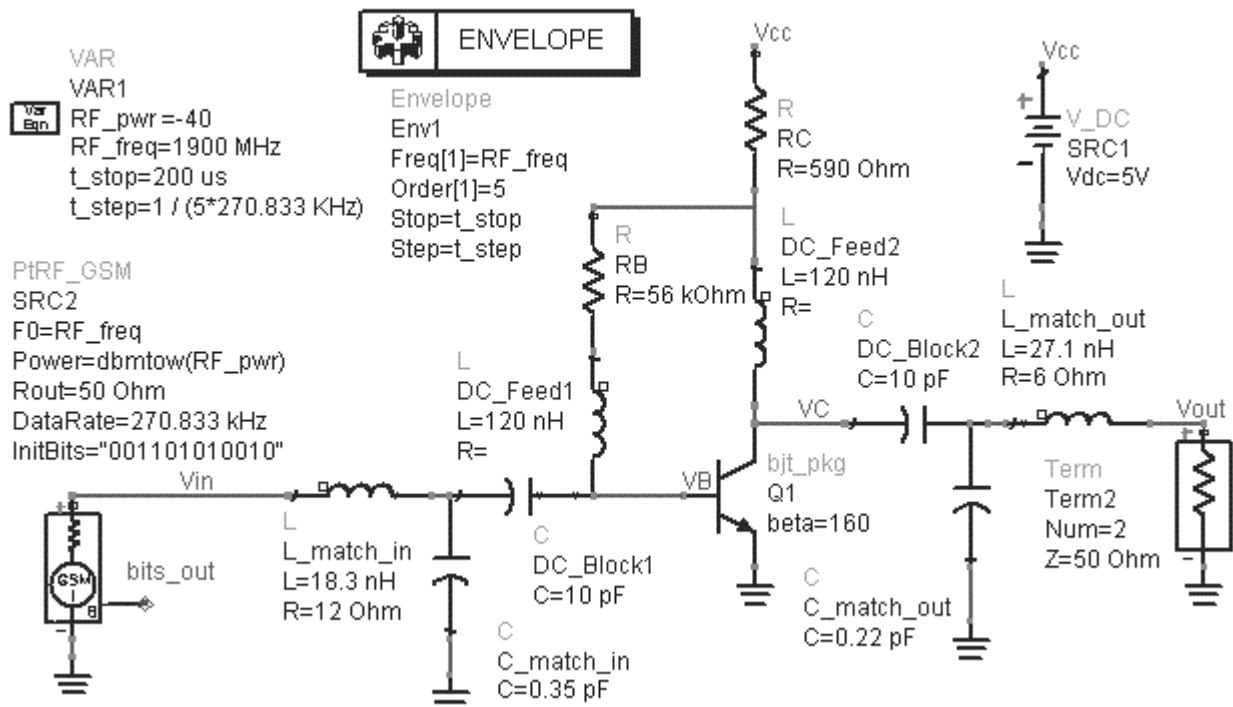 VAR
VAR1
RF_pwr =-40
RF_freq=1900 MHz
t_stop=200 us
t_step=1 / (5*270.833 KHz)
Var
Eqn
ENVELOPE
Envelope
Env1
Freq[1]=RF_freq
Order[1]=5
Stop=t_stop
Step=t_step
Vcc
R
RC
R=590 Ohm
Vcc
+
V_DC
SRC1
Vdc=5V
-
PtRF_GSM
SRC2
F0=RF_freq
Power=dbmtow(RF_pwr)
Rout=50 Ohm
DataRate=270.833 kHz
InitBits="001101010010"
R
RB
R=56 kOhm
L
DC_Feed2
L=120 nH
R=
L
DC_Feed1
L=120 nH
R=
C
DC_Block2
C=10 pF
L
L_match_out
L=27.1 nH
R=6 Ohm
Vin
VB
VC
Vout
bjt_pkg
Q1
beta=160
+
GSM
B
-
bits_out
L
L_match_in
L=18.3 nH
R=12 Ohm
C
DC_Block1
C=10 pF
C
C_match_in
C=0.35 pF
C
C_match_out
C=0.22 pF
+
Term
Term2
Num=2
Z=50 Ohm
-